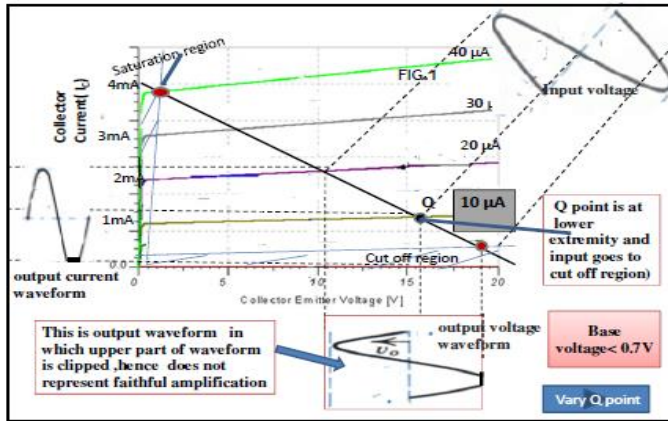 Saturation region
40 µA
FIG.1
Input voltage
4mA
Collector
Current( I
30
3mA
20 µA
2m
Q
10 µA
1mA
Q point is at
lower
extremity and
input goes to
cut off region)
0.0
Cut off region
0
5
10
15
20
output current
waveform
Collector Emitter Voltage [V]
This is output waveform in
which upper part of waveform
is clipped ,hence does not
represent faithful amplification
output voltage
waveform
υo
Base
voltage< 0.7V
Vary Q point